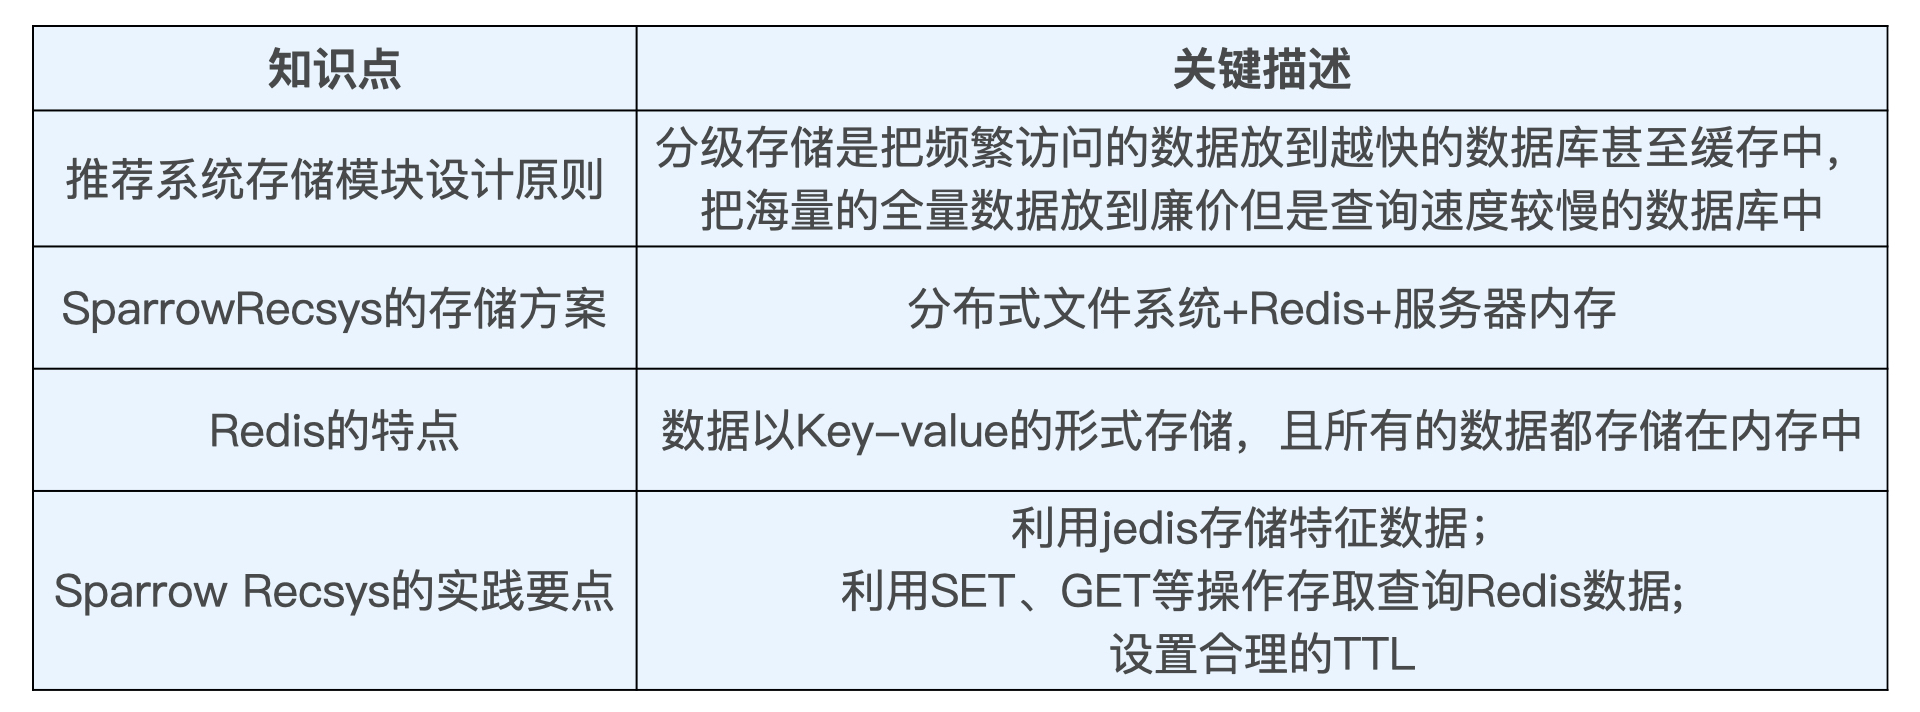 知识点
关键描述
推荐系统存储模块设计原则
分级存储是把频繁访问的数据放到越快的数据库甚至缓存中，
把海量的全量数据放到廉价但是查询速度较慢的数据库中
SparrowRecsys的存储方案
分布式文件系统+Redis+服务器内存
Redis的特点
数据以Key-value的形式存储，且所有的数据都存储在内存中
Sparrow Recsys的实践要点
利用jedis存储特征数据；
利用SET、GET等操作存取查询Redis数据;
设置合理的TTL